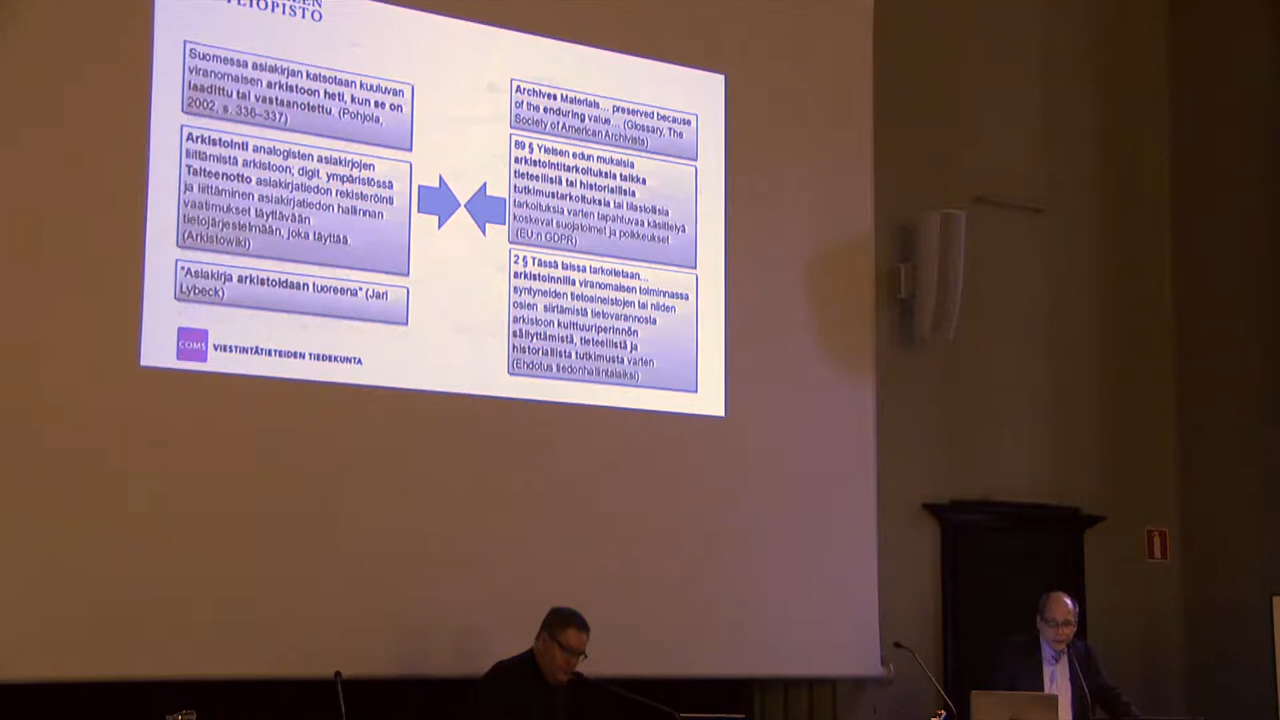 YLIOPISTO
Suomessa asiakirjan katsotaan kuuluvan
viranomaisen arkistoon heti, kun se on
laadittu tai vastaanotettu. (Pohjola,
2002, s. 336–337)
Arkistointi analogisten asiakirjojen
liittämistä arkistoon; digit. ympäristössä
Talteenotto asiakirjatiedon rekisteröinti
ja liittäminen asiakirjatiedon hallinnan
vaatimukset täyttävään
tietojärjestelmään, joka täyttää.
(Arkistowiki)
"Asiakirja arkistoidaan tuoreena" (Jari
Lybeck)
COMS VIESTINTÄTIETEIDEN TIEDEKUNTA
Archives Materials... preserved because
of the enduring value... (Glossary, The
Society of American Archivists)
89 § Yleisen edun mukaisia
arkistointitarkoituksia taikka
tieteellisiä tai historiallisia
tutkimustarkoituksia tai tilastollisia
tarkoituksia varten tapahtuvaa käsittelyä
koskevat suojatoimet ja poikkeukset
(EU:n GDPR)
2 § Tässä laissa tarkoitetaan...
arkistoinnilla viranomaisen toiminnassa
syntyneiden tietoaineistojen tai niiden
osien siirtämistä tietovarannosta
arkistoon kulttuuriperinnön
säilyttämistä, tieteellistä ja
historiallista tutkimusta varten
(Ehdotus tiedonhallintalaiksi)